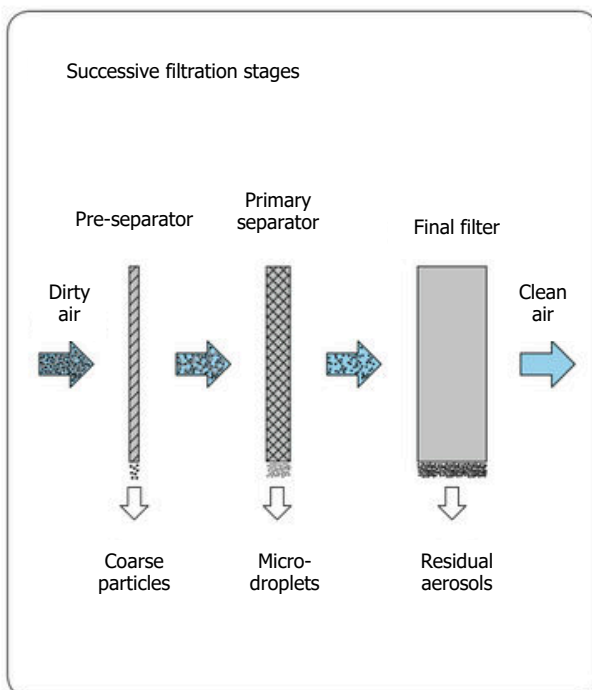 Successive filtration stages
Pre-separator
Primary
separator
Final filter
Dirty
air
Clean
air
Coarse
particles
Micro-
droplets
Residual
aerosols